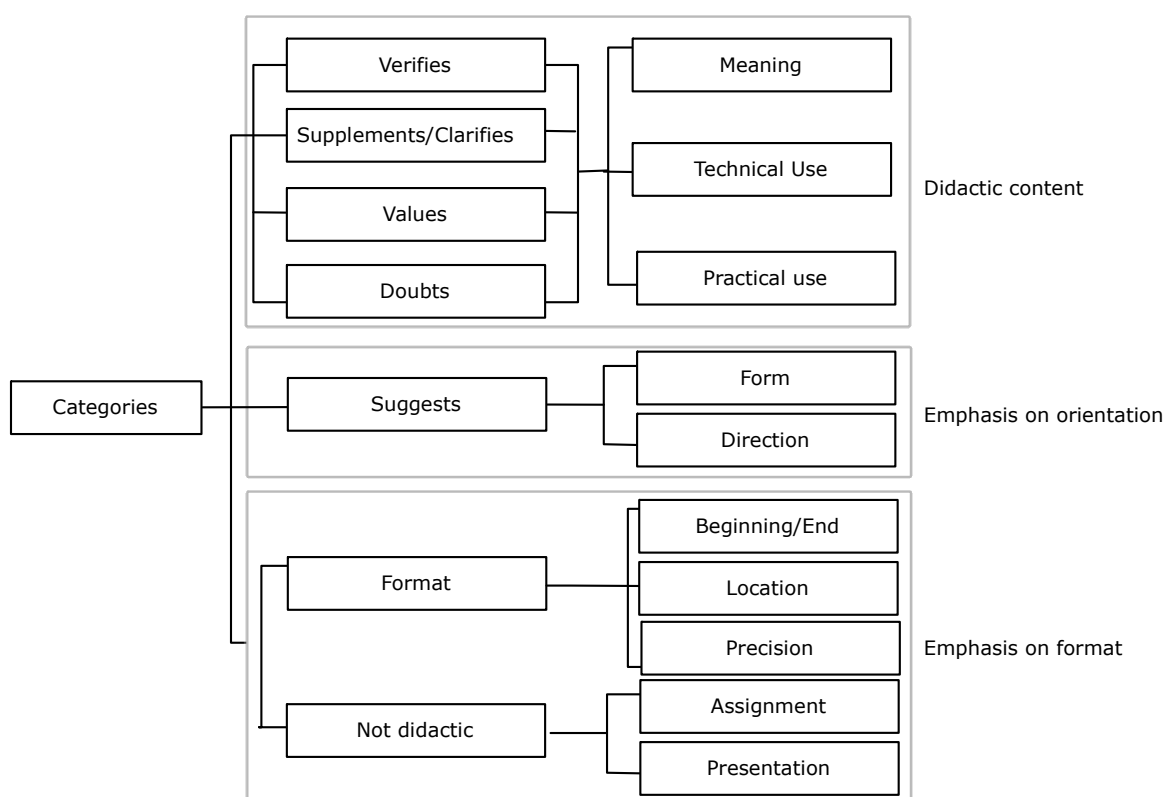 Verifies
Meaning
Supplements/Clarifies
Technical Use
Didactic content
Values
Practical use
Doubts
Categories
Suggests
Form
Direction
Emphasis on orientation
Beginning/End
Format
Location
Precision
Emphasis on format
Assignment
Not didactic
Presentation